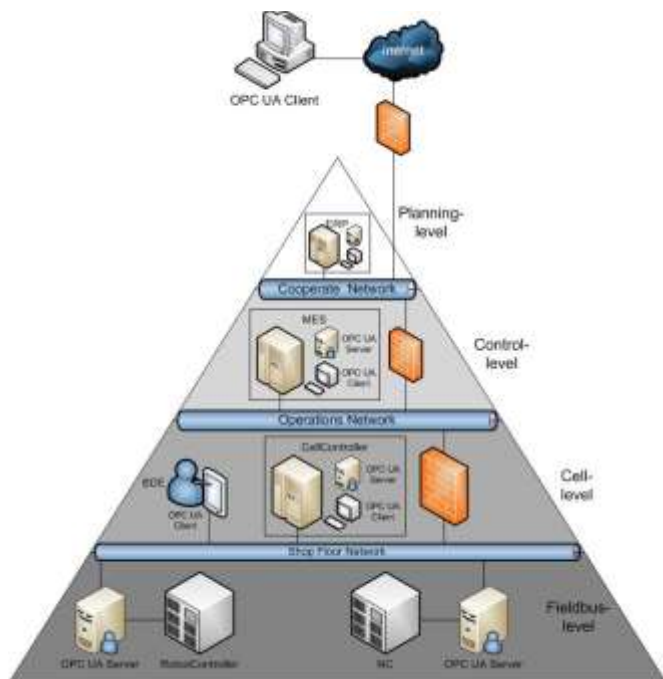 Internet
OPC UA Client
Planning-
level
ERP
Cooperate Network
MES
OPC UA
Server
OPC UA
Client
Control-
level
Operations Network
CellController
OPC UA
Server
BDE
OPC UA
Client
OPC UA
Client
Cell-
level
Shop Floor Network
Fieldbus-
level
OPC UA Server
RobotController
NC
OPC UA Server